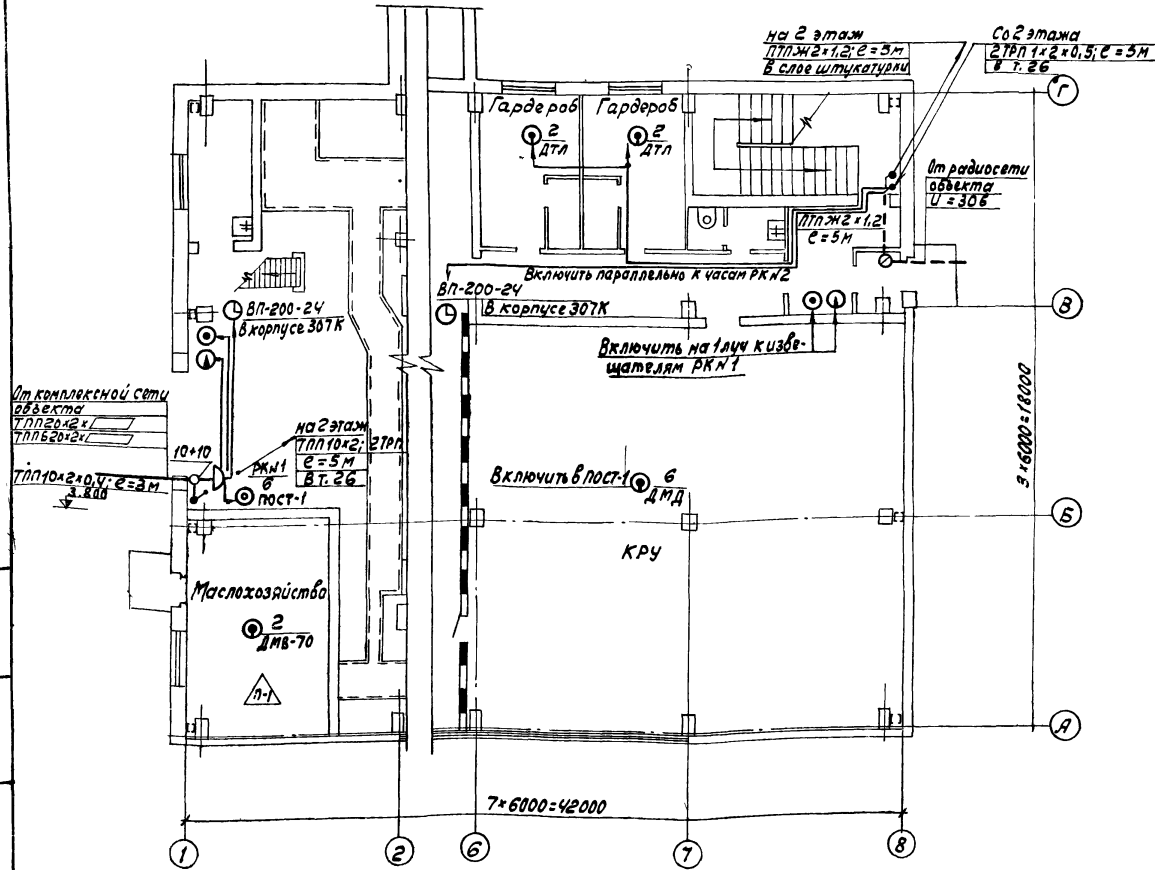 на 2 этаж
ПТПЖ 2×1,2; ℓ=5м
в слое штукатурки
Со 2 этажа
2ТРП 1×2×0,5; ℓ=5м
в т. 26
Г
Гардероб
Гардероб
2
ДТЛ
2
ДТЛ
От радиосети
объекта
U=30в
ПТПЖ 2×1,2
ℓ=5м
Включить параллельно к часам РК№2
ВП-200-24
В корпусе 307К
ВП-200-24
В корпусе 307К
В
Включить на 1 луч к изве-
щателям РК№1
От комплексной сети
объекта
ТПП 20×2×
ТППБ 20×2×
10+10
ТПП 10×2×0,4; ℓ=3м
3.800
на 2 этаж
ТПП 10×2; 2ТРП
ℓ=5м
В т. 26
РК№1
6
ПОСТ-1
Включить в ПОСТ-1
6
ДМД
КРУ
3×6000=18000
Б
Маслохозяйство
2
ДМВ-70
П-1
А
7×6000=42000
1
2
6
7
8